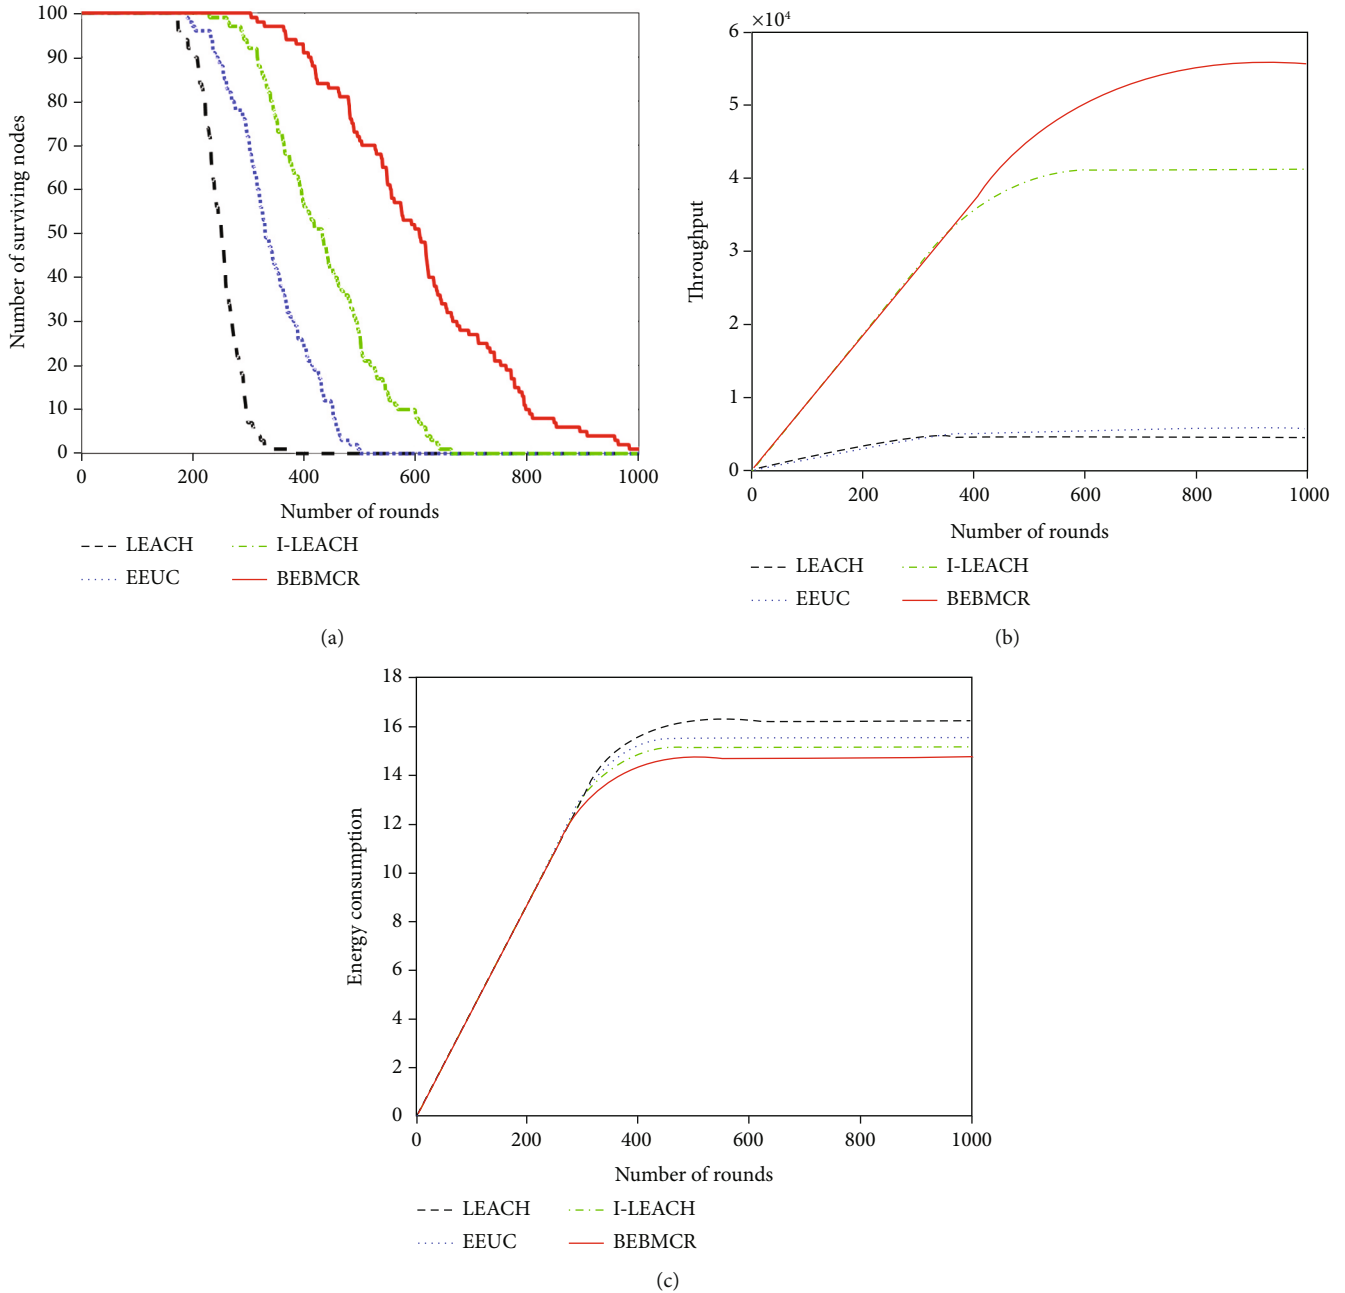 Number of surviving nodes
100
90
80
70
60
50
40
30
20
10
0
0 200 400 600 800 1000
Number of rounds
LEACH I-LEACH
EEUC BEBMCR
(a)
×10⁴
Throughput
6
5
4
3
2
1
0
0 200 400 600 800 1000
Number of rounds
LEACH I-LEACH
EEUC BEBMCR
(b)
Energy consumption
18
16
14
12
10
8
6
4
2
0
0 200 400 600 800 1000
Number of rounds
LEACH I-LEACH
EEUC BEBMCR
(c)